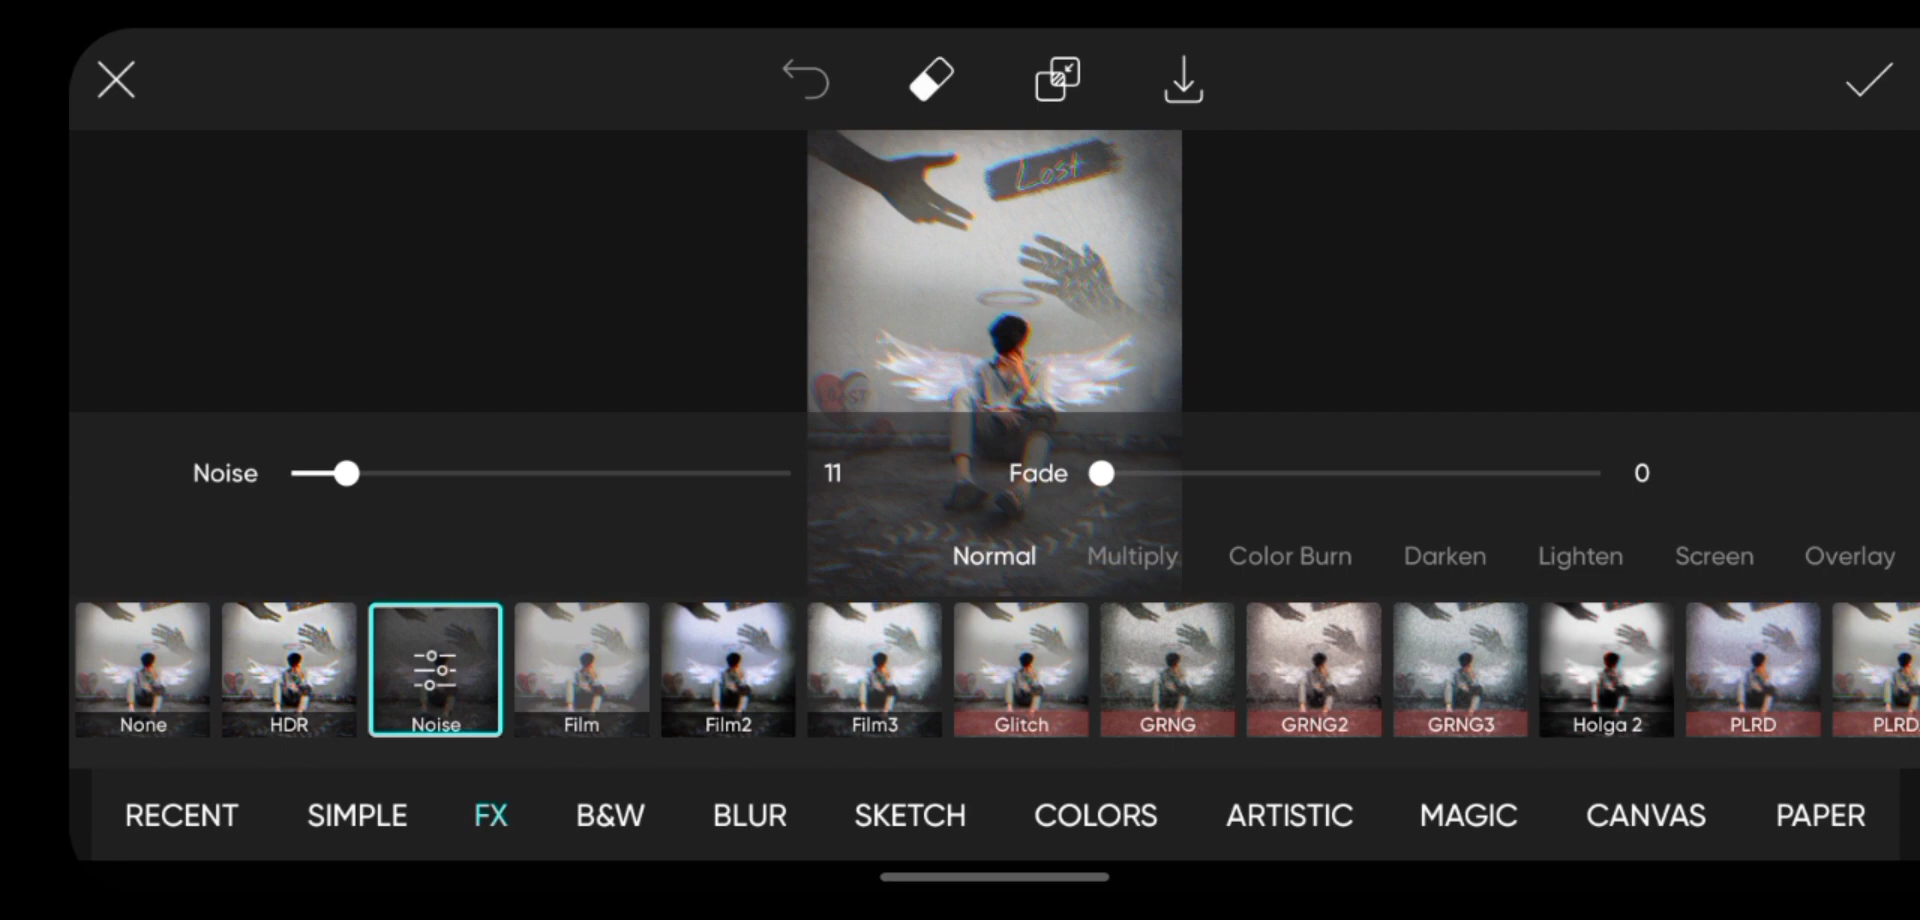 Lost
LOST
Noise 11 Fade 0
Normal Multiply Color Burn Darken Lighten Screen Overlay
None HDR Noise Film Film2 Film3 Glitch GRNG GRNG2 GRNG3 Holga 2 PLRD PLRD
RECENT SIMPLE FX B&W BLUR SKETCH COLORS ARTISTIC MAGIC CANVAS PAPER